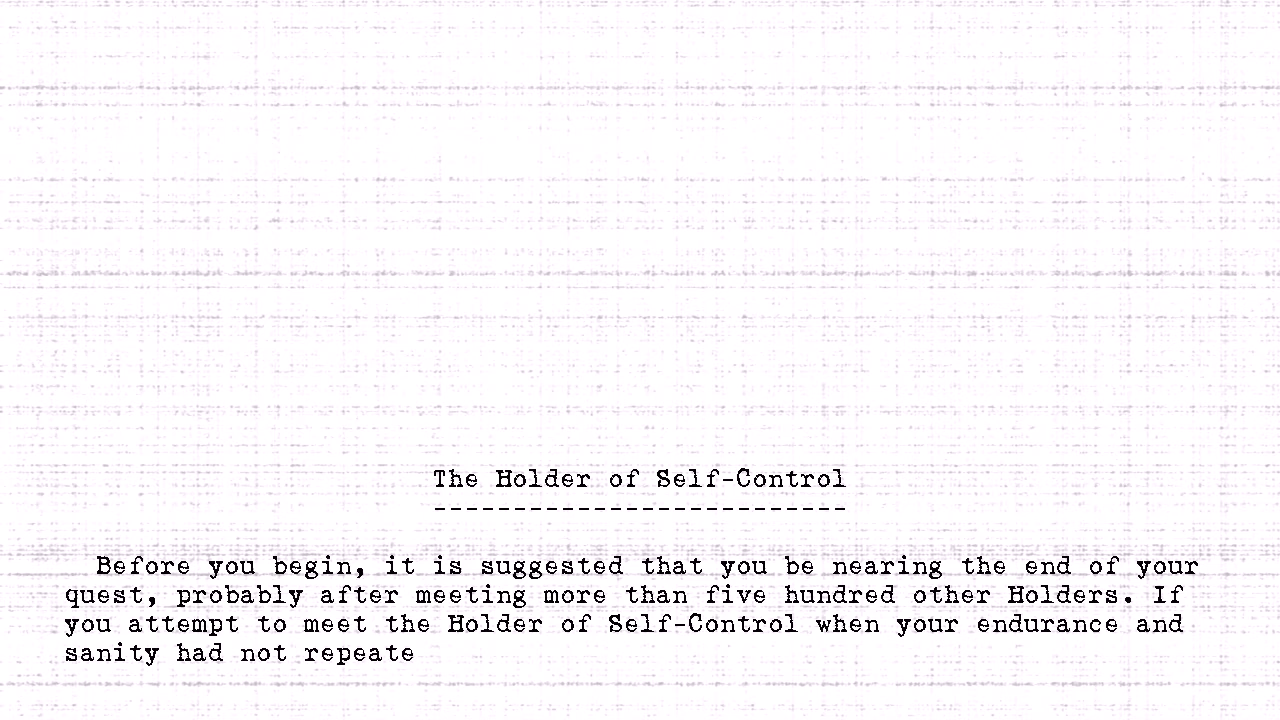 The Holder of Self-Control
--------------------------
Before you begin, it is suggested that you be nearing the end of your
quest, probably after meeting more than five hundred other Holders. If
you attempt to meet the Holder of Self-Control when your endurance and
sanity had not repeate